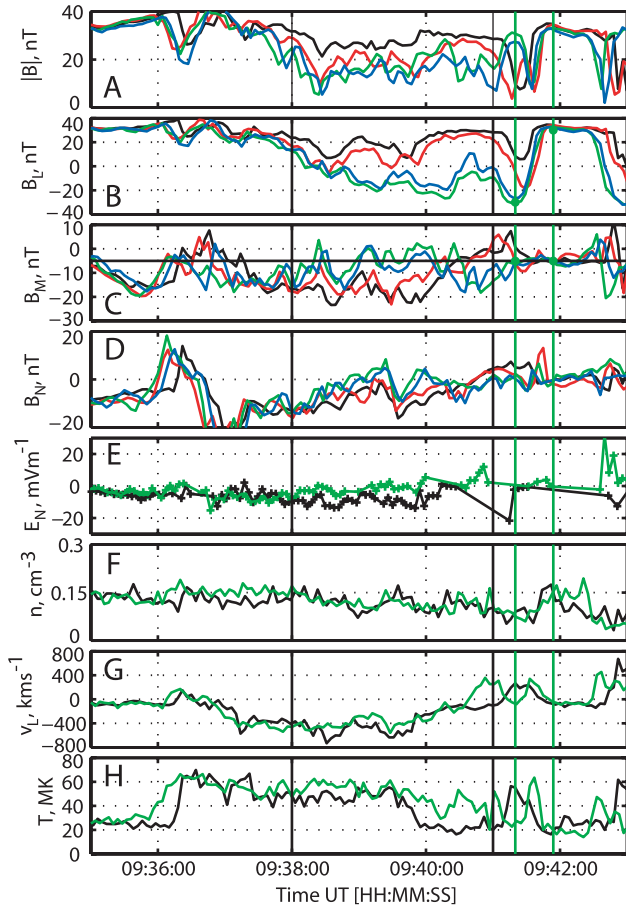 40
20
0
|B|, nT
A
40
20
0
−20
−40
B_L, nT
B
10
0
−10
−20
−30
B_M, nT
C
20
0
−20
B_N, nT
D
20
0
−20
E_N, mVm⁻¹
E
0.3
0.15
0
n, cm⁻³
F
800
400
0
−400
−800
v_L, kms⁻¹
G
80
60
40
20
0
T, MK
H
09:36:00 09:38:00 09:40:00 09:42:00
Time UT [HH:MM:SS]